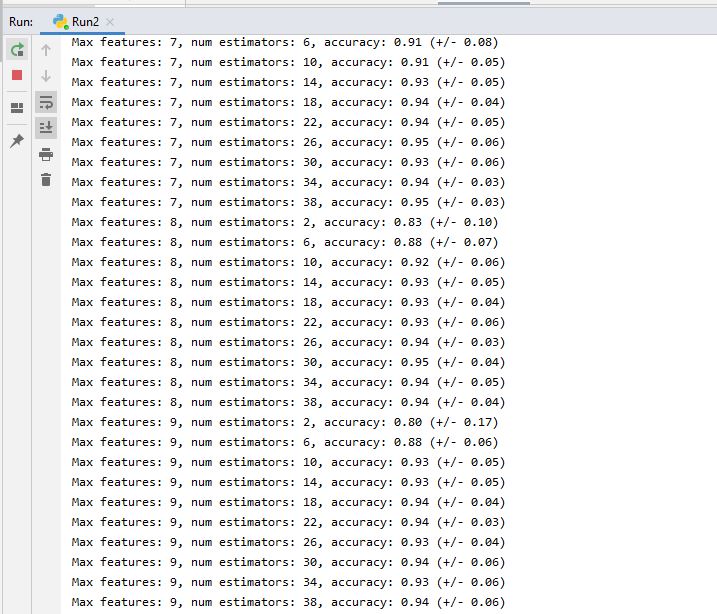 Run: Run2
Max features: 7, num estimators: 6, accuracy: 0.91 (+/- 0.08)
Max features: 7, num estimators: 10, accuracy: 0.91 (+/- 0.05)
Max features: 7, num estimators: 14, accuracy: 0.93 (+/- 0.05)
Max features: 7, num estimators: 18, accuracy: 0.94 (+/- 0.04)
Max features: 7, num estimators: 22, accuracy: 0.94 (+/- 0.05)
Max features: 7, num estimators: 26, accuracy: 0.95 (+/- 0.06)
Max features: 7, num estimators: 30, accuracy: 0.93 (+/- 0.06)
Max features: 7, num estimators: 34, accuracy: 0.94 (+/- 0.03)
Max features: 7, num estimators: 38, accuracy: 0.95 (+/- 0.03)
Max features: 8, num estimators: 2, accuracy: 0.83 (+/- 0.10)
Max features: 8, num estimators: 6, accuracy: 0.88 (+/- 0.07)
Max features: 8, num estimators: 10, accuracy: 0.92 (+/- 0.06)
Max features: 8, num estimators: 14, accuracy: 0.93 (+/- 0.05)
Max features: 8, num estimators: 18, accuracy: 0.93 (+/- 0.04)
Max features: 8, num estimators: 22, accuracy: 0.93 (+/- 0.06)
Max features: 8, num estimators: 26, accuracy: 0.94 (+/- 0.03)
Max features: 8, num estimators: 30, accuracy: 0.95 (+/- 0.04)
Max features: 8, num estimators: 34, accuracy: 0.94 (+/- 0.05)
Max features: 8, num estimators: 38, accuracy: 0.94 (+/- 0.04)
Max features: 9, num estimators: 2, accuracy: 0.80 (+/- 0.17)
Max features: 9, num estimators: 6, accuracy: 0.88 (+/- 0.06)
Max features: 9, num estimators: 10, accuracy: 0.93 (+/- 0.05)
Max features: 9, num estimators: 14, accuracy: 0.93 (+/- 0.05)
Max features: 9, num estimators: 18, accuracy: 0.94 (+/- 0.04)
Max features: 9, num estimators: 22, accuracy: 0.94 (+/- 0.03)
Max features: 9, num estimators: 26, accuracy: 0.93 (+/- 0.04)
Max features: 9, num estimators: 30, accuracy: 0.94 (+/- 0.06)
Max features: 9, num estimators: 34, accuracy: 0.93 (+/- 0.06)
Max features: 9, num estimators: 38, accuracy: 0.94 (+/- 0.06)